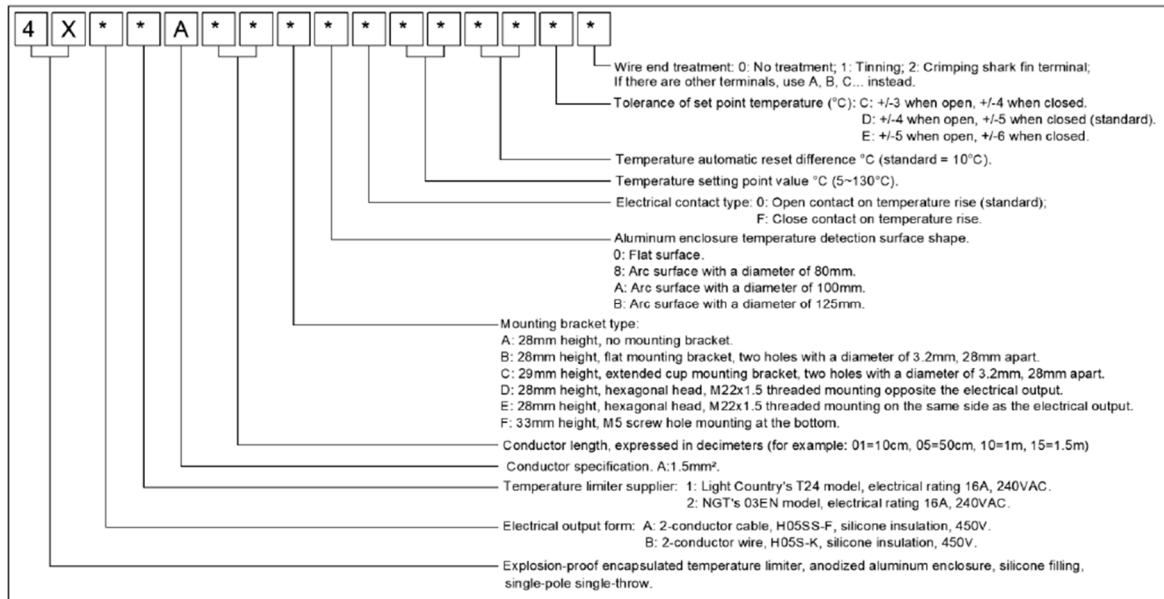 4 X * * A * * * * * * * * * * *
Wire end treatment: 0: No treatment; 1: Tinning; 2: Crimping shark fin terminal;
If there are other terminals, use A, B, C... instead.
Tolerance of set point temperature (°C): C: +/-3 when open, +/-4 when closed.
D: +/-4 when open, +/-5 when closed (standard).
E: +/-5 when open, +/-6 when closed.
Temperature automatic reset difference °C (standard = 10°C).
Temperature setting point value °C (5~130°C).
Electrical contact type: 0: Open contact on temperature rise (standard);
F: Close contact on temperature rise.
Aluminum enclosure temperature detection surface shape.
0: Flat surface.
8: Arc surface with a diameter of 80mm.
A: Arc surface with a diameter of 100mm.
B: Arc surface with a diameter of 125mm.
Mounting bracket type:
A: 28mm height, no mounting bracket.
B: 28mm height, flat mounting bracket, two holes with a diameter of 3.2mm, 28mm apart.
C: 29mm height, extended cup mounting bracket, two holes with a diameter of 3.2mm, 28mm apart.
D: 28mm height, hexagonal head, M22x1.5 threaded mounting opposite the electrical output.
E: 28mm height, hexagonal head, M22x1.5 threaded mounting on the same side as the electrical output.
F: 33mm height, M5 screw hole mounting at the bottom.
Conductor length, expressed in decimeters (for example: 01=10cm, 05=50cm, 10=1m, 15=1.5m)
Conductor specification. A:1.5mm².
Temperature limiter supplier: 1: Light Country's T24 model, electrical rating 16A, 240VAC.
2: NGT's 03EN model, electrical rating 16A, 240VAC.
Electrical output form: A: 2-conductor cable, H05SS-F, silicone insulation, 450V.
B: 2-conductor wire, H05S-K, silicone insulation, 450V.
Explosion-proof encapsulated temperature limiter, anodized aluminum enclosure, silicone filling,
single-pole single-throw.